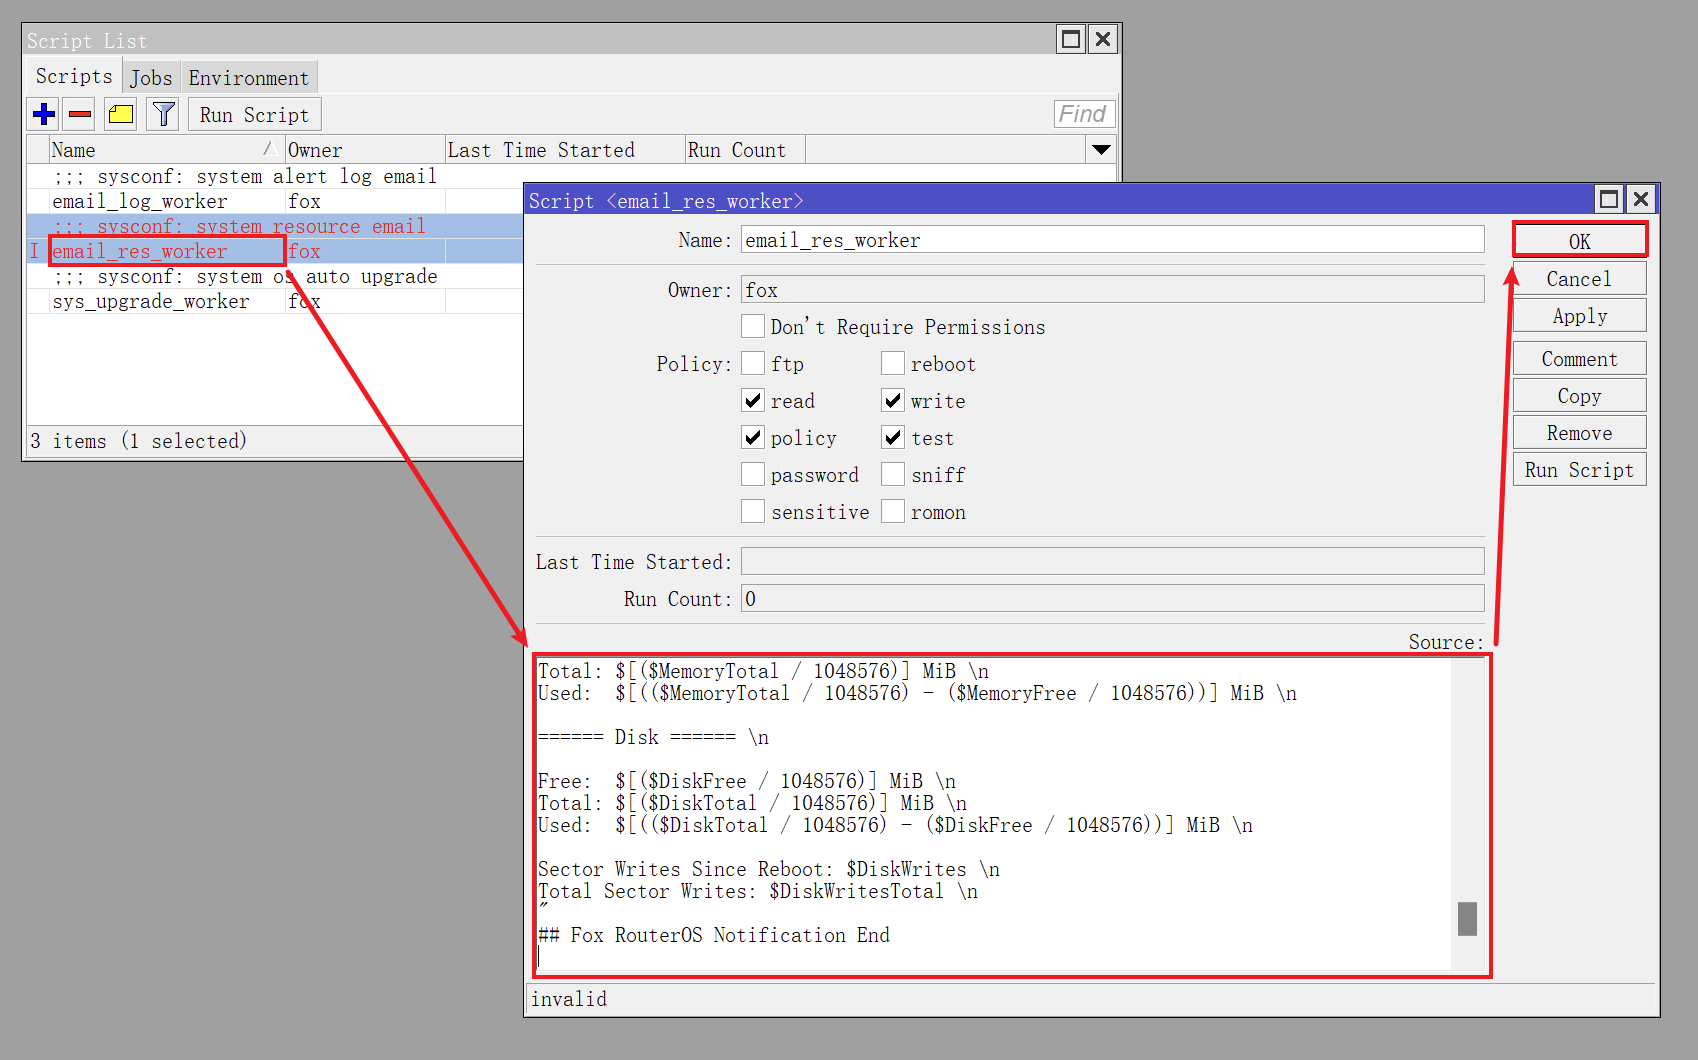 Script List
Scripts Jobs Environment
Run Script Find
Name Owner Last Time Started Run Count
;;; sysconf: system alert log email
email_log_worker fox
;;; sysconf: system resource email
I email_res_worker fox
;;; sysconf: system os auto upgrade
sys_upgrade_worker fox
3 items (1 selected)
Script <email_res_worker>
Name: email_res_worker
Owner: fox
Don't Require Permissions
Policy: ftp reboot
read write
policy test
password sniff
sensitive romon
Last Time Started:
Run Count: 0
Source:
Total: $[($MemoryTotal / 1048576)] MiB \n
Used:  $[(($MemoryTotal / 1048576) - ($MemoryFree / 1048576))] MiB \n
====== Disk ====== \n
Free:  $[($DiskFree / 1048576)] MiB \n
Total: $[($DiskTotal / 1048576)] MiB \n
Used:  $[(($DiskTotal / 1048576) - ($DiskFree / 1048576))] MiB \n
Sector Writes Since Reboot: $DiskWrites \n
Total Sector Writes: $DiskWritesTotal \n
"
## Fox RouterOS Notification End
OK
Cancel
Apply
Comment
Copy
Remove
Run Script
invalid